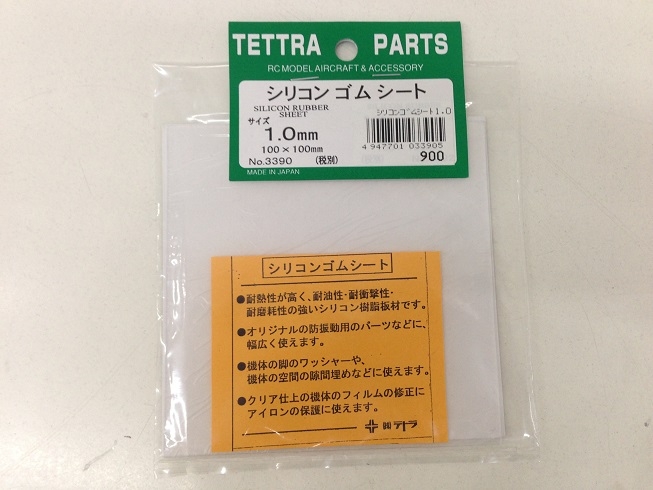 TETTRA PARTS
RC MODEL AIRCRAFT & ACCESSORY
シリコン ゴム シート
SILICON RUBBER
SHEET
サイズ
1.0mm
100×100mm
No.3390 (税別)
MADE IN JAPAN
シリコンゴムシート1.0
4 947701 033905
900
シリコンゴムシート
●耐熱性が高く、耐油性・耐衝撃性・
耐磨耗性の強いシリコン樹脂板材です。
●オリジナルの防振動用のパーツなどに、
幅広く使えます。
●機体の脚のワッシャーや、
機体の空間の隙間埋めなどに使えます。
●クリア仕上の機体のフィルムの修正に
アイロンの保護に使えます。
㈱テトラ